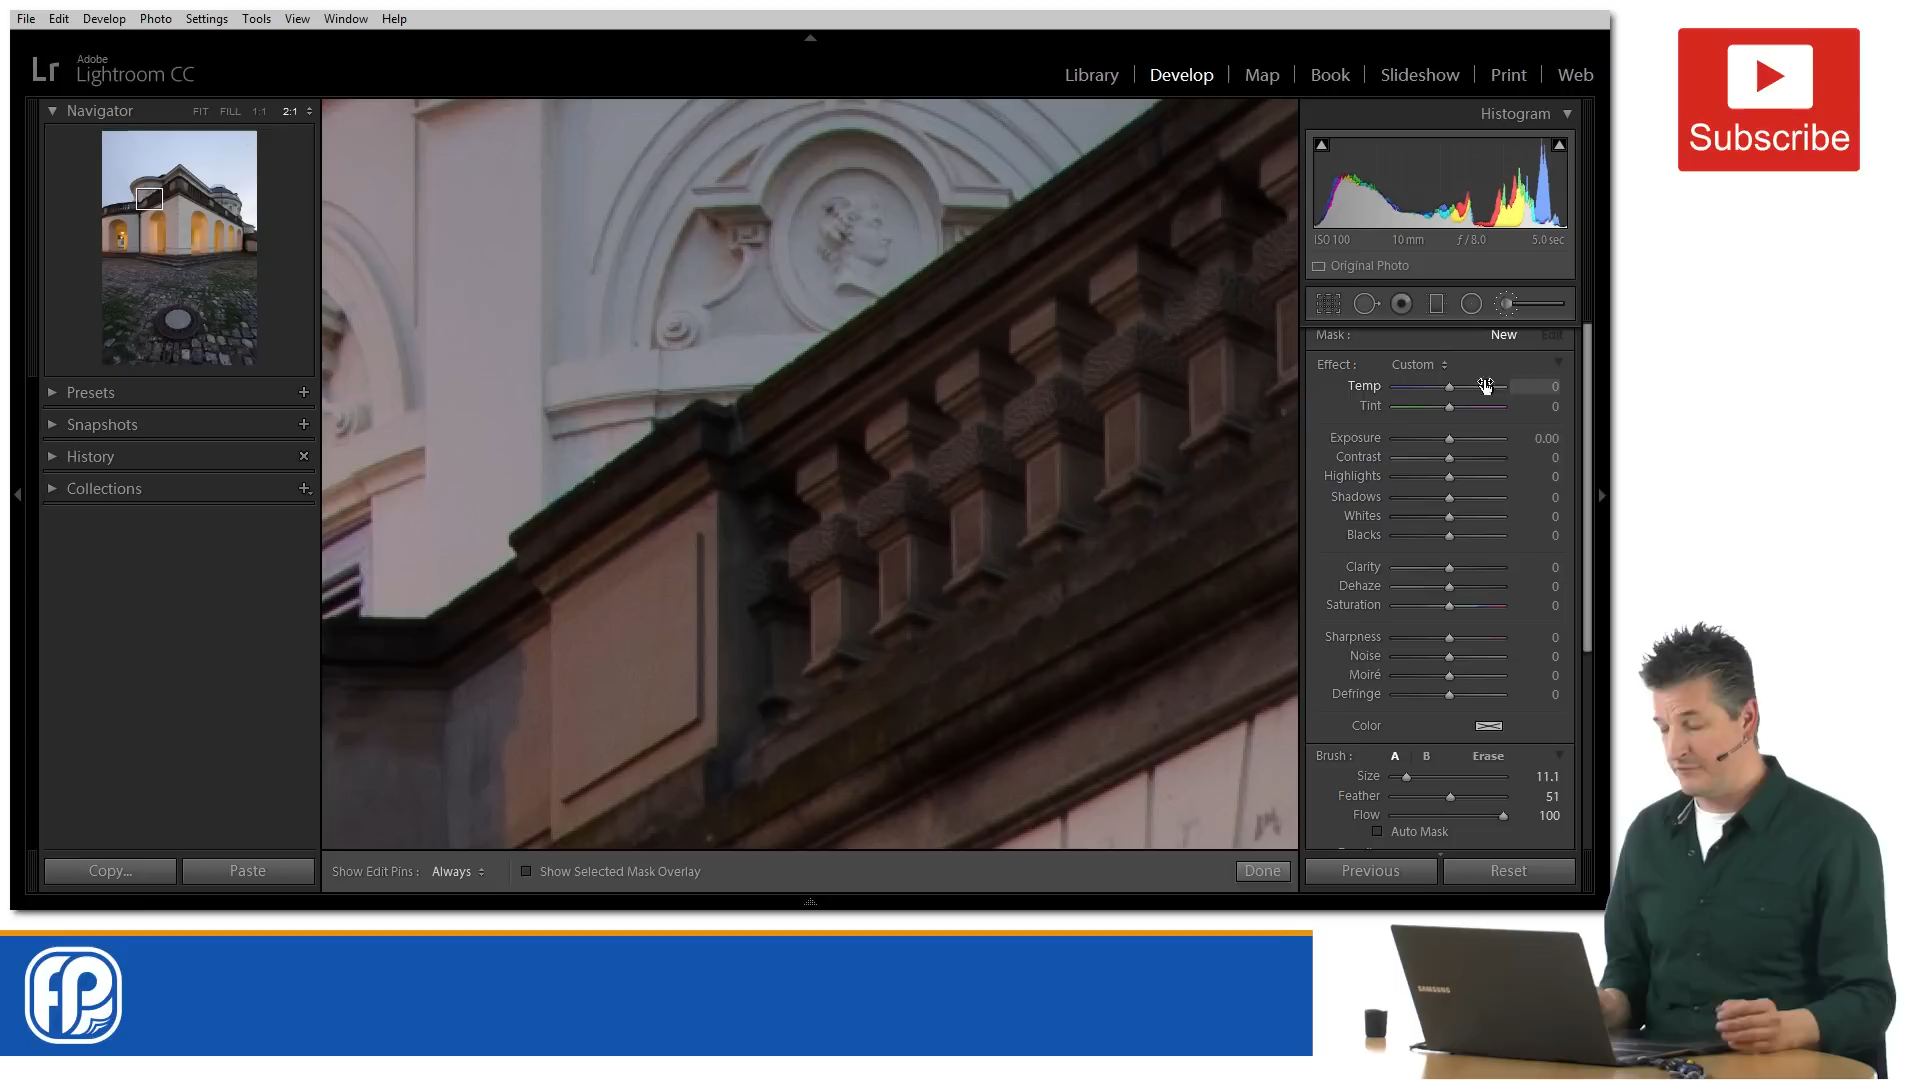 File Edit Develop Photo Settings Tools View Window Help
Lr Adobe
Lightroom CC
Library Develop Map Book Slideshow Print Web
Navigator FIT FILL 1:1 2:1
Presets
Snapshots
History
Collections
Copy... Paste
Show Edit Pins : Always Show Selected Mask Overlay Done
Histogram
ISO 100 10 mm ƒ / 8.0 5.0 sec
Original Photo
Mask : New Edit
Effect : Custom
Temp 0
Tint 0
Exposure 0.00
Contrast 0
Highlights 0
Shadows 0
Whites 0
Blacks 0
Clarity 0
Dehaze 0
Saturation 0
Sharpness 0
Noise 0
Moiré 0
Defringe 0
Color
Brush : A B Erase
Size 11.1
Feather 51
Flow 100
Auto Mask
Previous Reset
Subscribe
SAMSUNG
fp